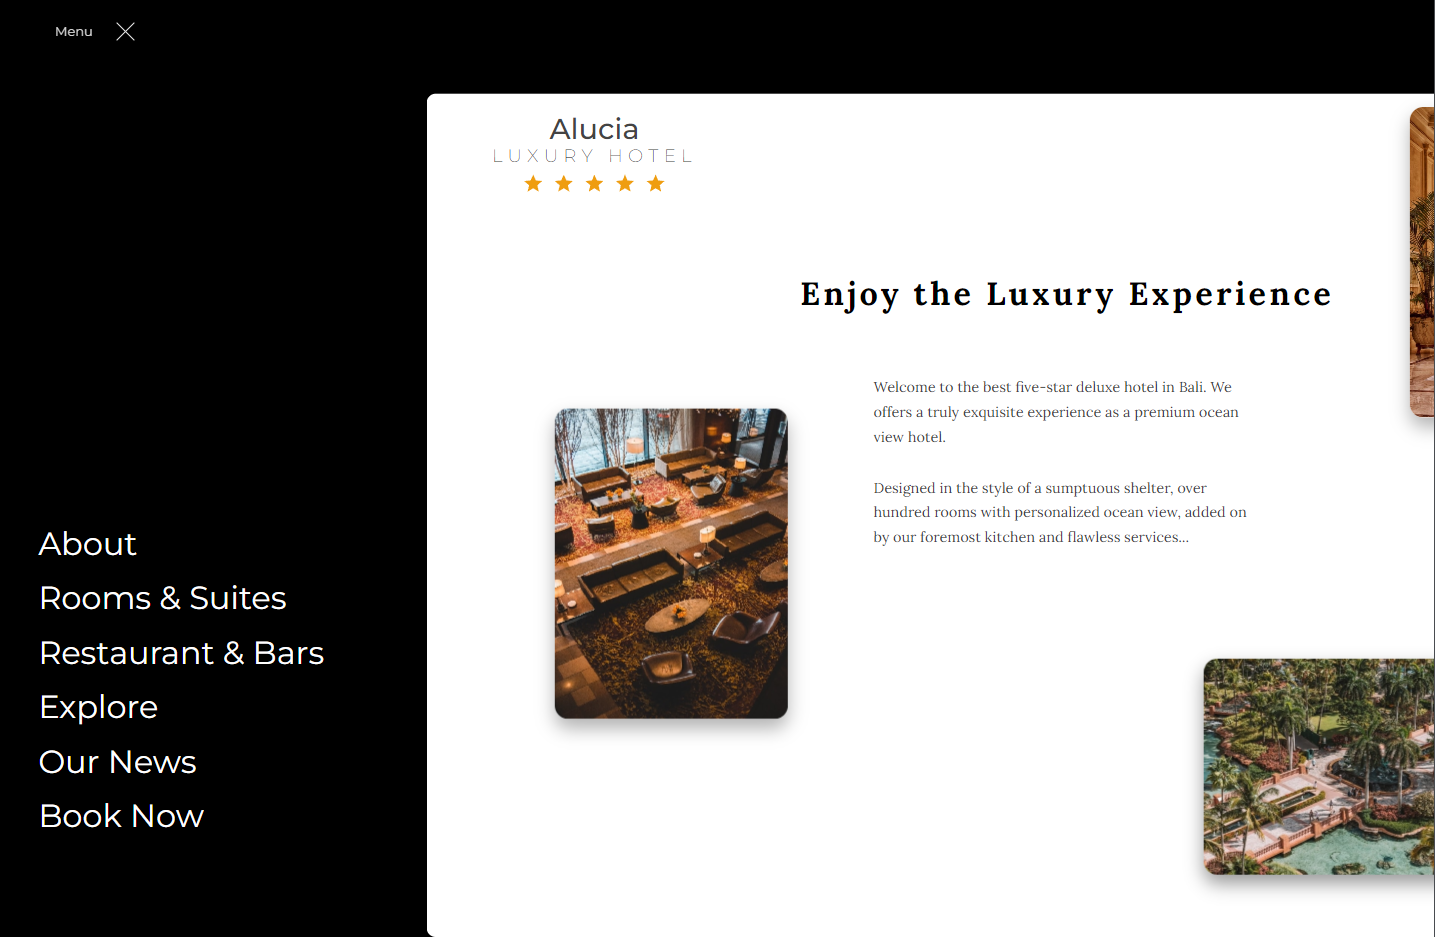 Menu
Alucia
LUXURY HOTEL
Enjoy the Luxury Experience
Welcome to the best five-star deluxe hotel in Bali. We
offers a truly exquisite experience as a premium ocean
view hotel.
Designed in the style of a sumptuous shelter, over
hundred rooms with personalized ocean view, added on
by our foremost kitchen and flawless services...
About
Rooms & Suites
Restaurant & Bars
Explore
Our News
Book Now